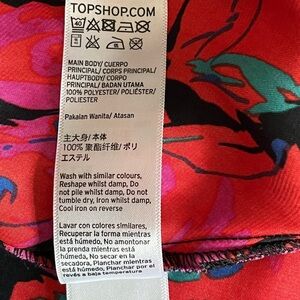 TOPSHOP.COM
40
MAIN BODY/ CUERPO
PRINCIPAL/ CORPS PRINCIPAL/
HAUPTBODY/ CORPO
PRINCIPAL/ BADAN UTAMA
100% POLYESTER/ POLIÉSTER/
POLIESTER
Pakaian Wanita/ Atasan
主大身/本体
100% 聚酯纤维/ ポリ
エステル
Wash with similar colours,
Reshape whilst damp, Do
not pile whilst damp, Do not
tumble dry, Iron whilst damp,
Cool iron on reverse
Lavar con colores similares,
Recuperar la forma mientras
está húmedo, No amontonar
la prenda mientras está
húmeda, No secar en la
secadora, Planchar mientras
está húmedo, Planchar por el
revés a baja temperatura.